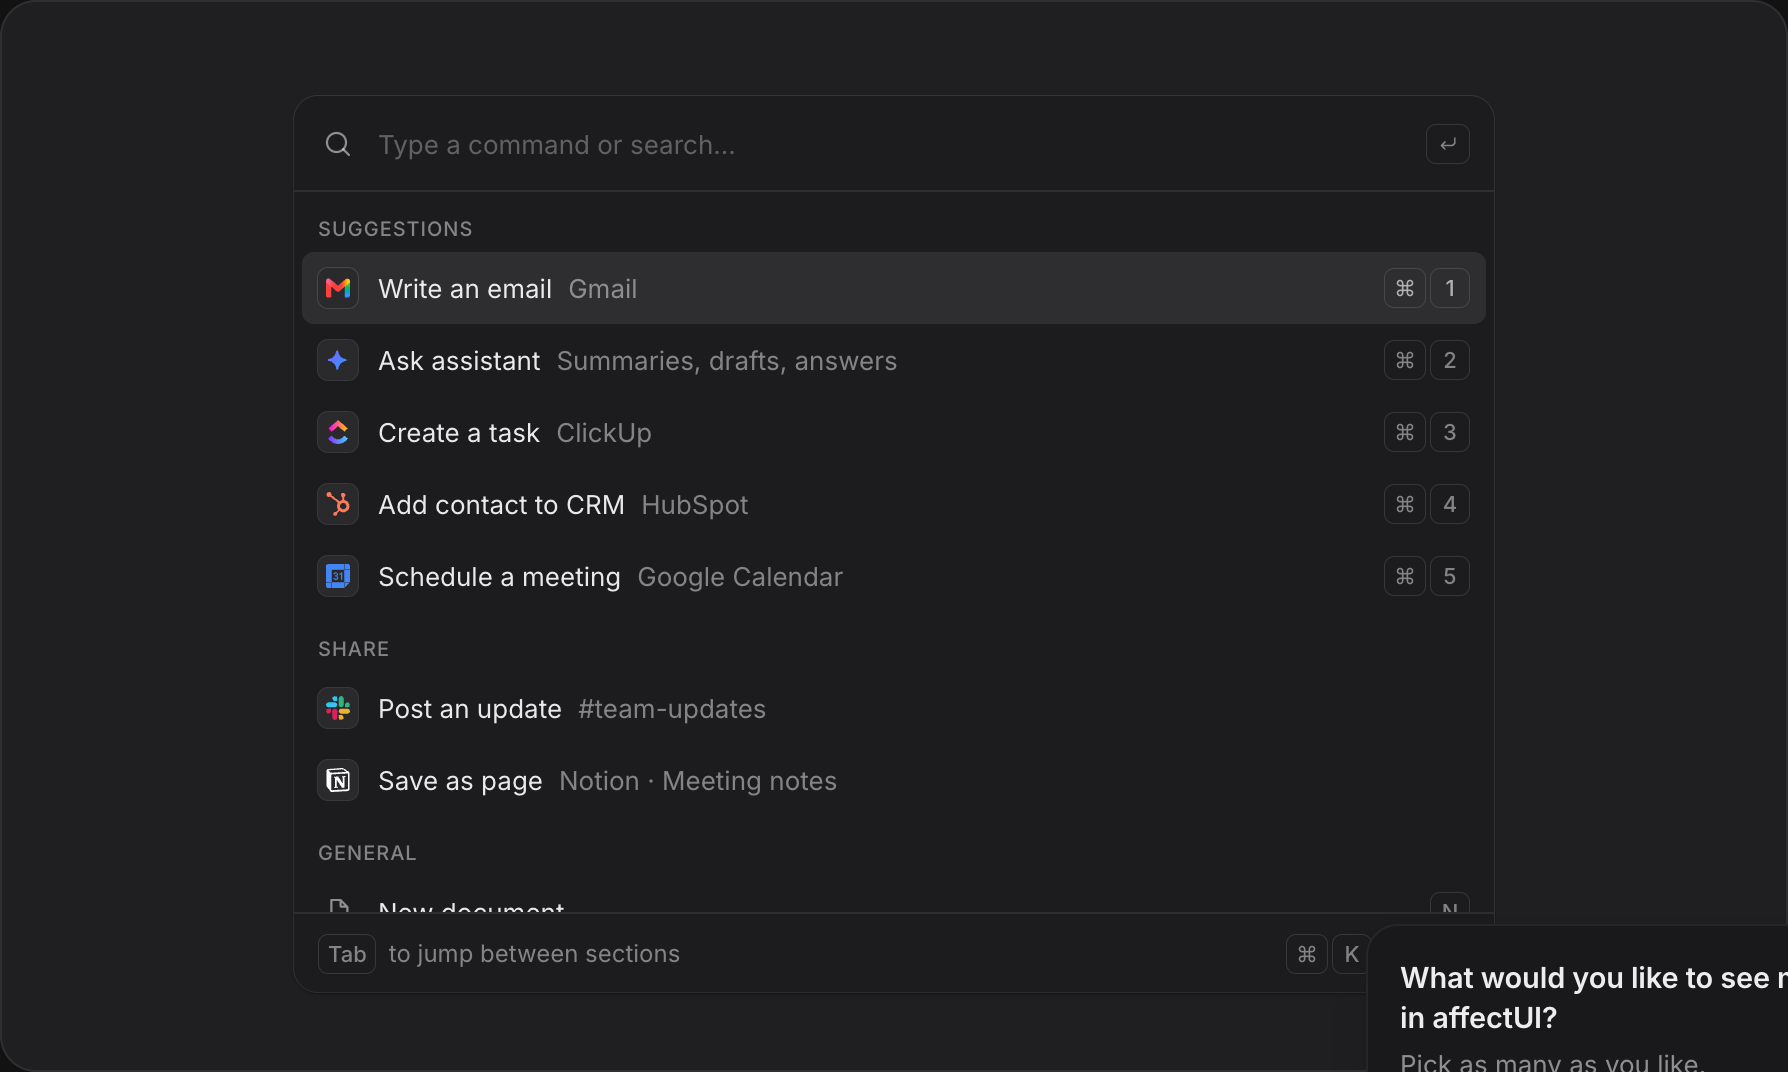 Type a command or search...
SUGGESTIONS
Write an email Gmail ⌘ 1
Ask assistant Summaries, drafts, answers ⌘ 2
Create a task ClickUp ⌘ 3
Add contact to CRM HubSpot ⌘ 4
31 Schedule a meeting Google Calendar ⌘ 5
SHARE
Post an update #team-updates
N Save as page Notion · Meeting notes
GENERAL
New document N
Tab to jump between sections ⌘ K
What would you like to see
in affectUI?
Pick as many as you like.